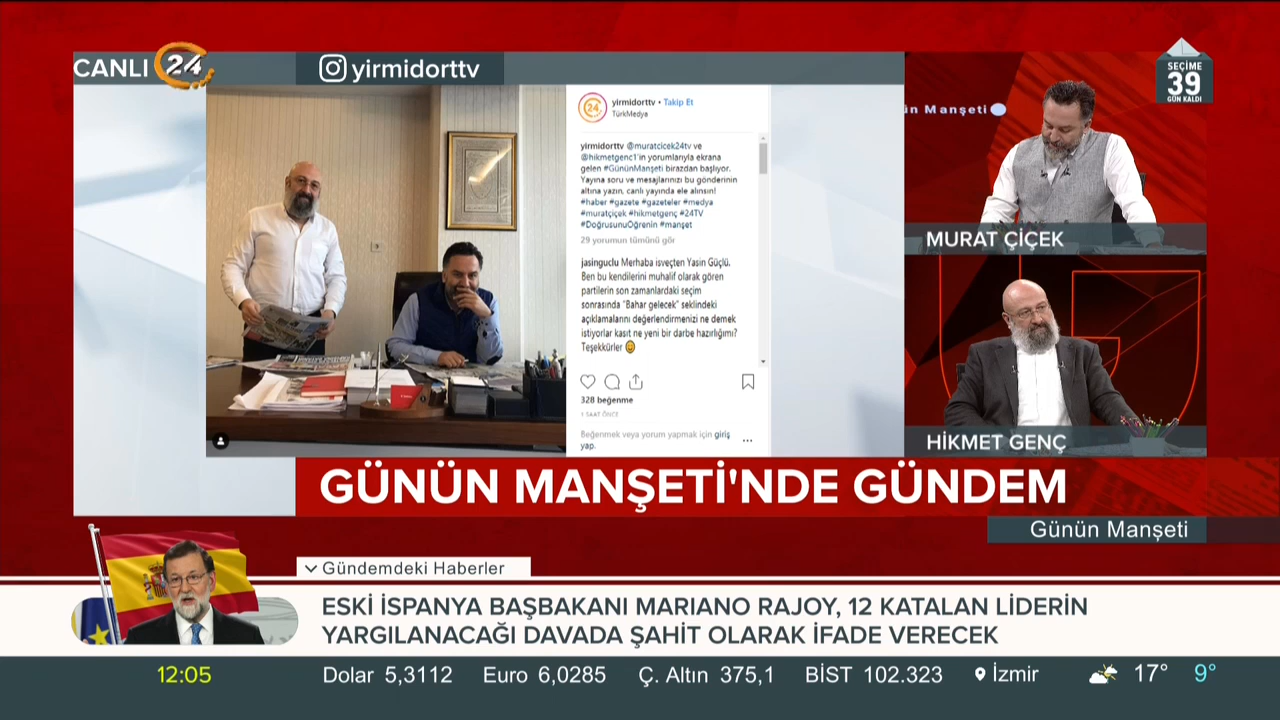 CANLI 24
yirmidorttv
SEÇİME
39
GÜN KALDI
yirmidorttv • Takip Et
TürkMedya
yirmidorttv @muratcicek24tv ve
@hikmetgenc1'in yorumlarıyla ekrana
gelen #GününManşeti birazdan başlıyor.
Yayına soru ve mesajlarınızı bu gönderinin
altına yazın, canlı yayında ele alınsın!
#haber #gazete #gazeteler #medya
#muratçiçek #hikmetgenç #24TV
#DoğrusunuÖğrenin #manşet
29 yorumun tümünü gör
jasinguclu Merhaba isveçten Yasin Güçlü.
Ben bu kendilerini muhalif olarak gören
partilerin son zamanlardaki seçim
sonrasında "Bahar gelecek" seklindeki
açıklamalarını değerlendirmenizi ne demek
istiyorlar kasıt ne yeni bir darbe hazırlığımı?
Teşekkürler
328 beğenme
1 SAAT ÖNCE
Beğenmek veya yorum yapmak için giriş
yap.
ün Manşeti
MURAT ÇİÇEK
HİKMET GENÇ
GÜNÜN MANŞETİ'NDE GÜNDEM
Günün Manşeti
Gündemdeki Haberler
ESKİ İSPANYA BAŞBAKANI MARIANO RAJOY, 12 KATALAN LİDERİN
YARGILANACAĞI DAVADA ŞAHİT OLARAK İFADE VERECEK
12:05 Dolar 5,3112 Euro 6,0285 Ç. Altın 375,1 BİST 102.323 İzmir 17° 9°